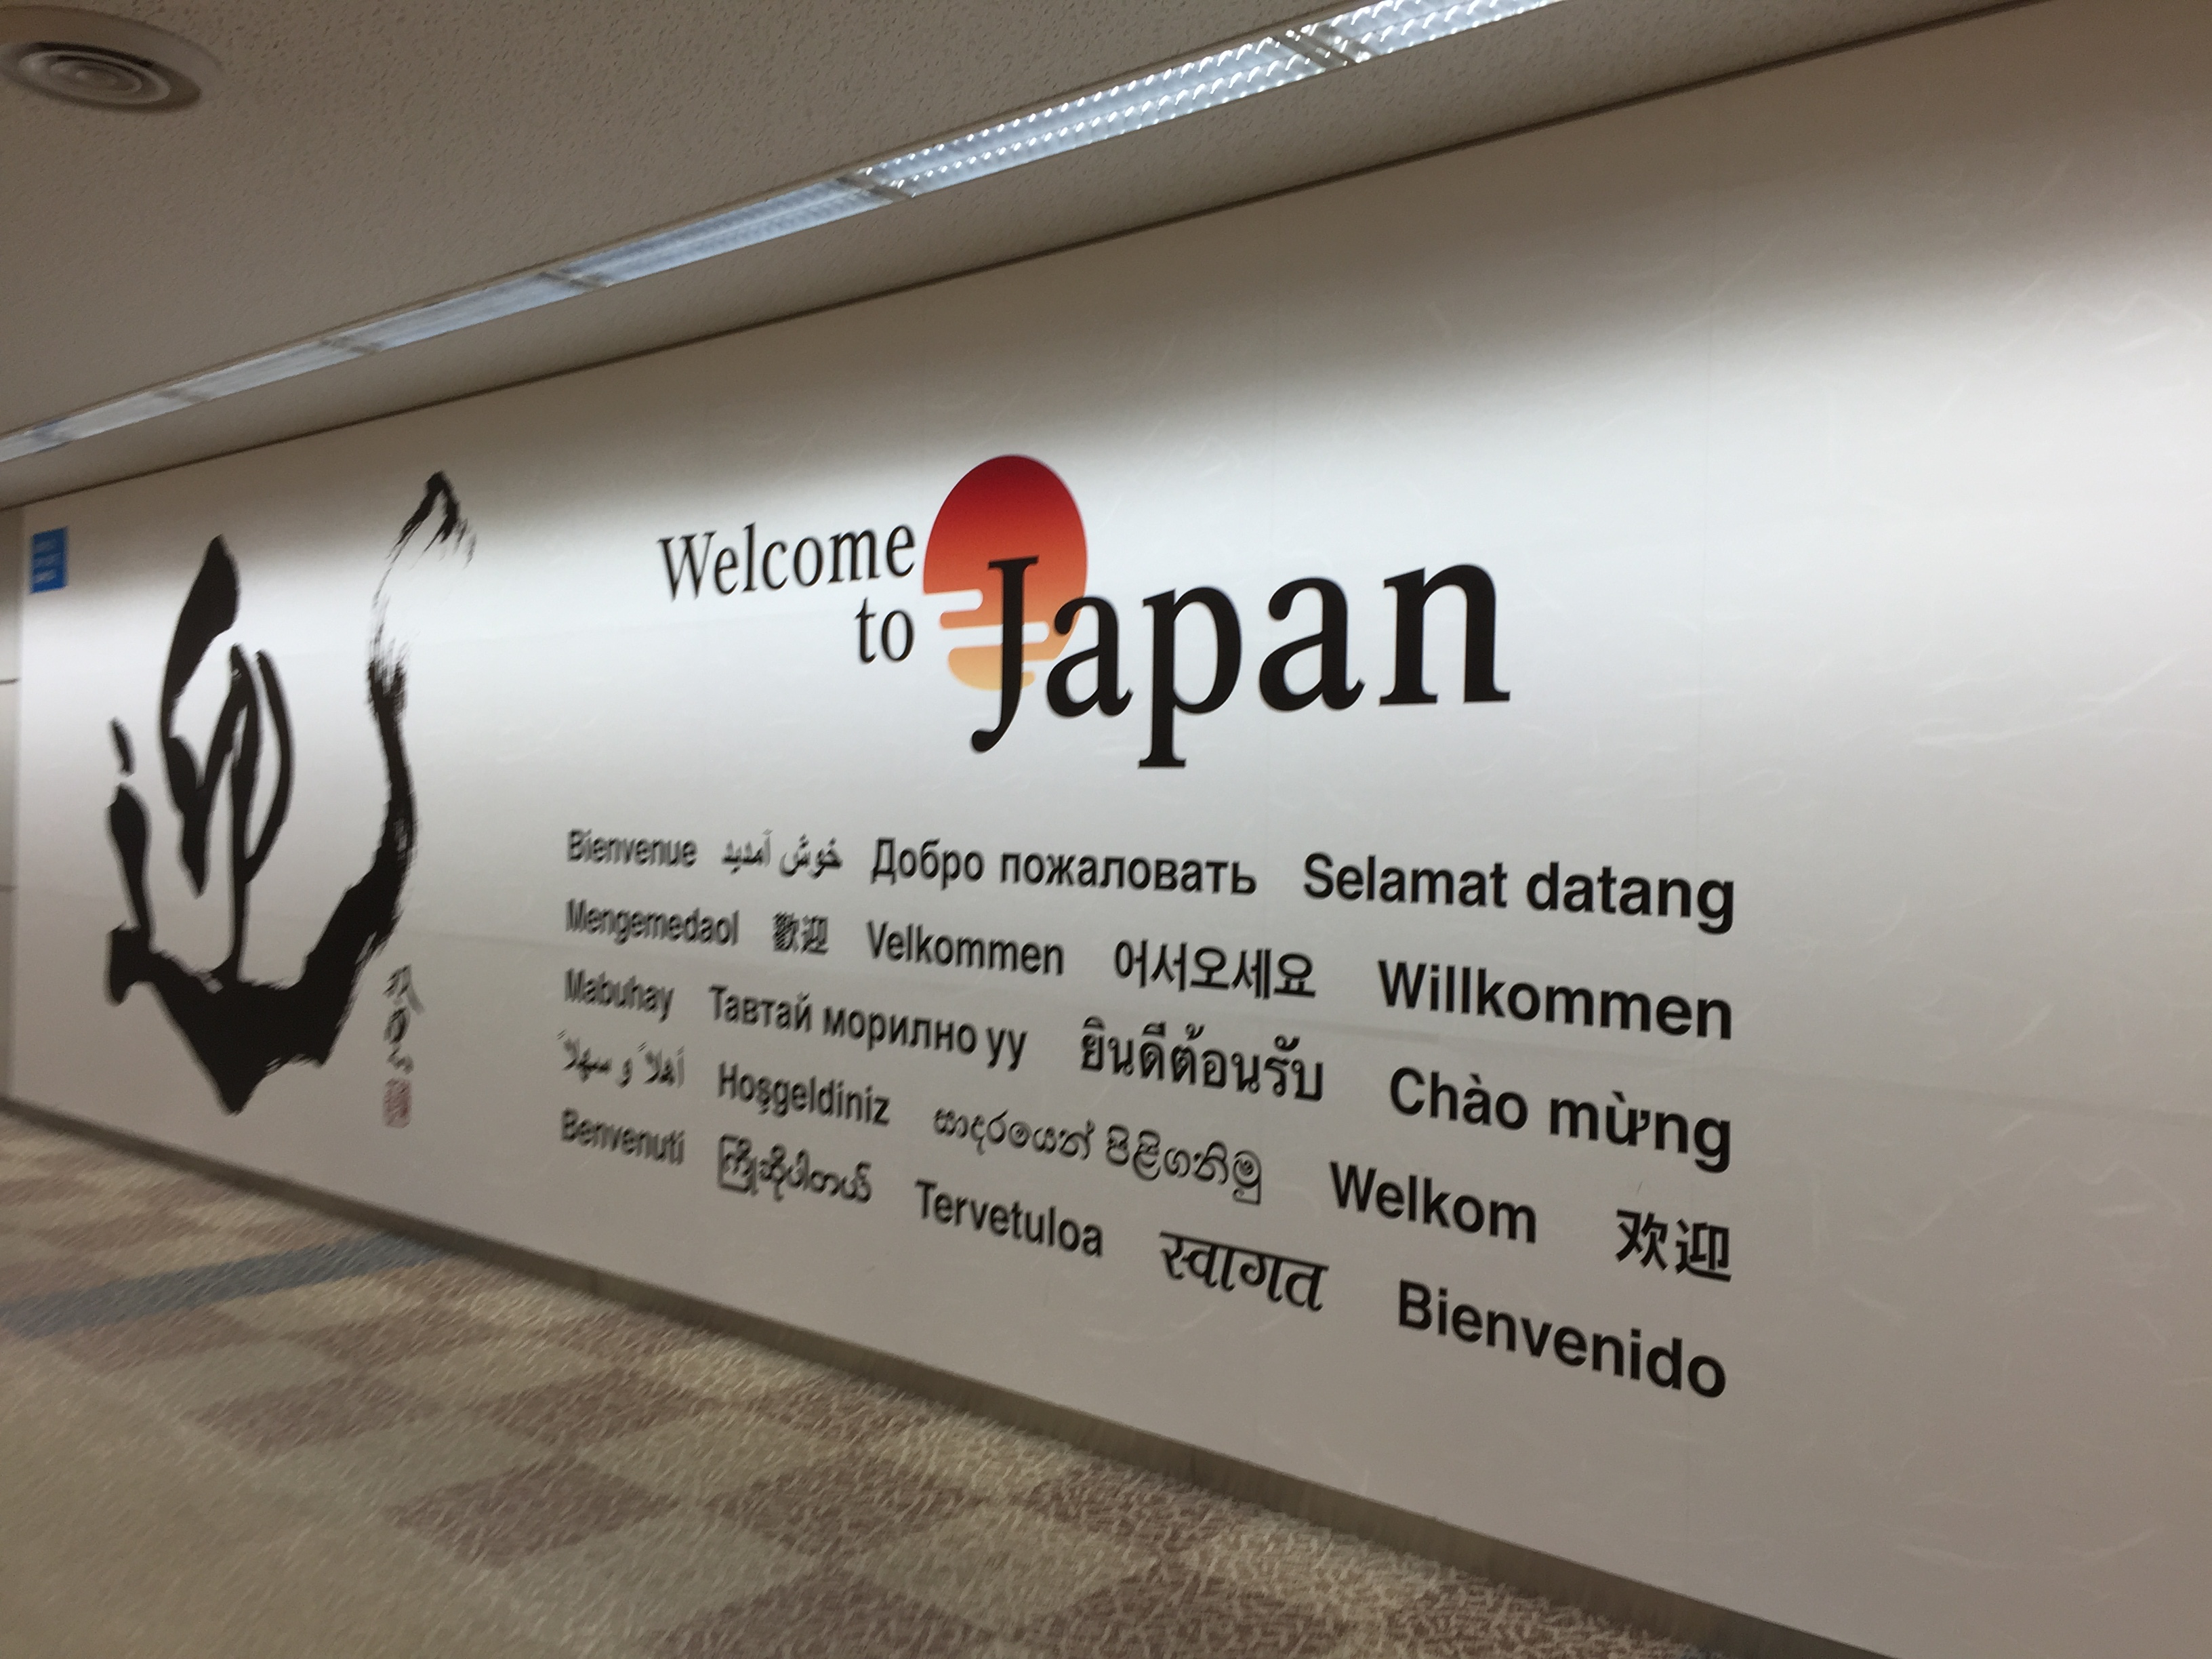 迎
Welcome
to
Japan
Bienvenue خوش آمدید Добро пожаловать Selamat datang
Mengemedaol 歡迎 Velkommen 어서오세요 Willkommen
Mabuhay Тавтай морилно уу ยินดีต้อนรับ Chào mừng
أهلاً و سهلاً Hoşgeldiniz සාදරයෙන් පිළිගනිමු Welkom 欢迎
Benvenuti ကြိုဆိုပါတယ် Tervetuloa स्वागत Bienvenido